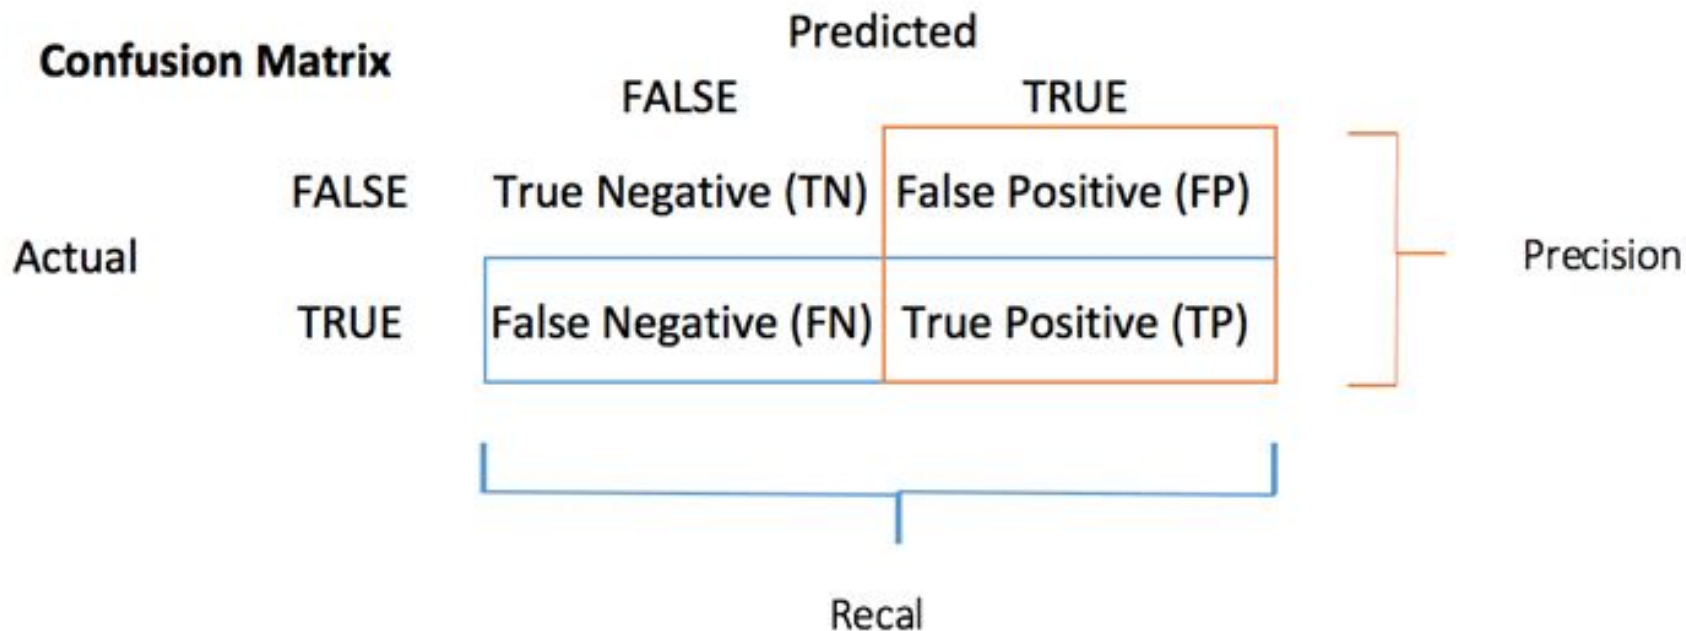 Confusion Matrix
Predicted
FALSE TRUE
FALSE True Negative (TN) False Positive (FP)
Actual
Precision
TRUE False Negative (FN) True Positive (TP)
Recal